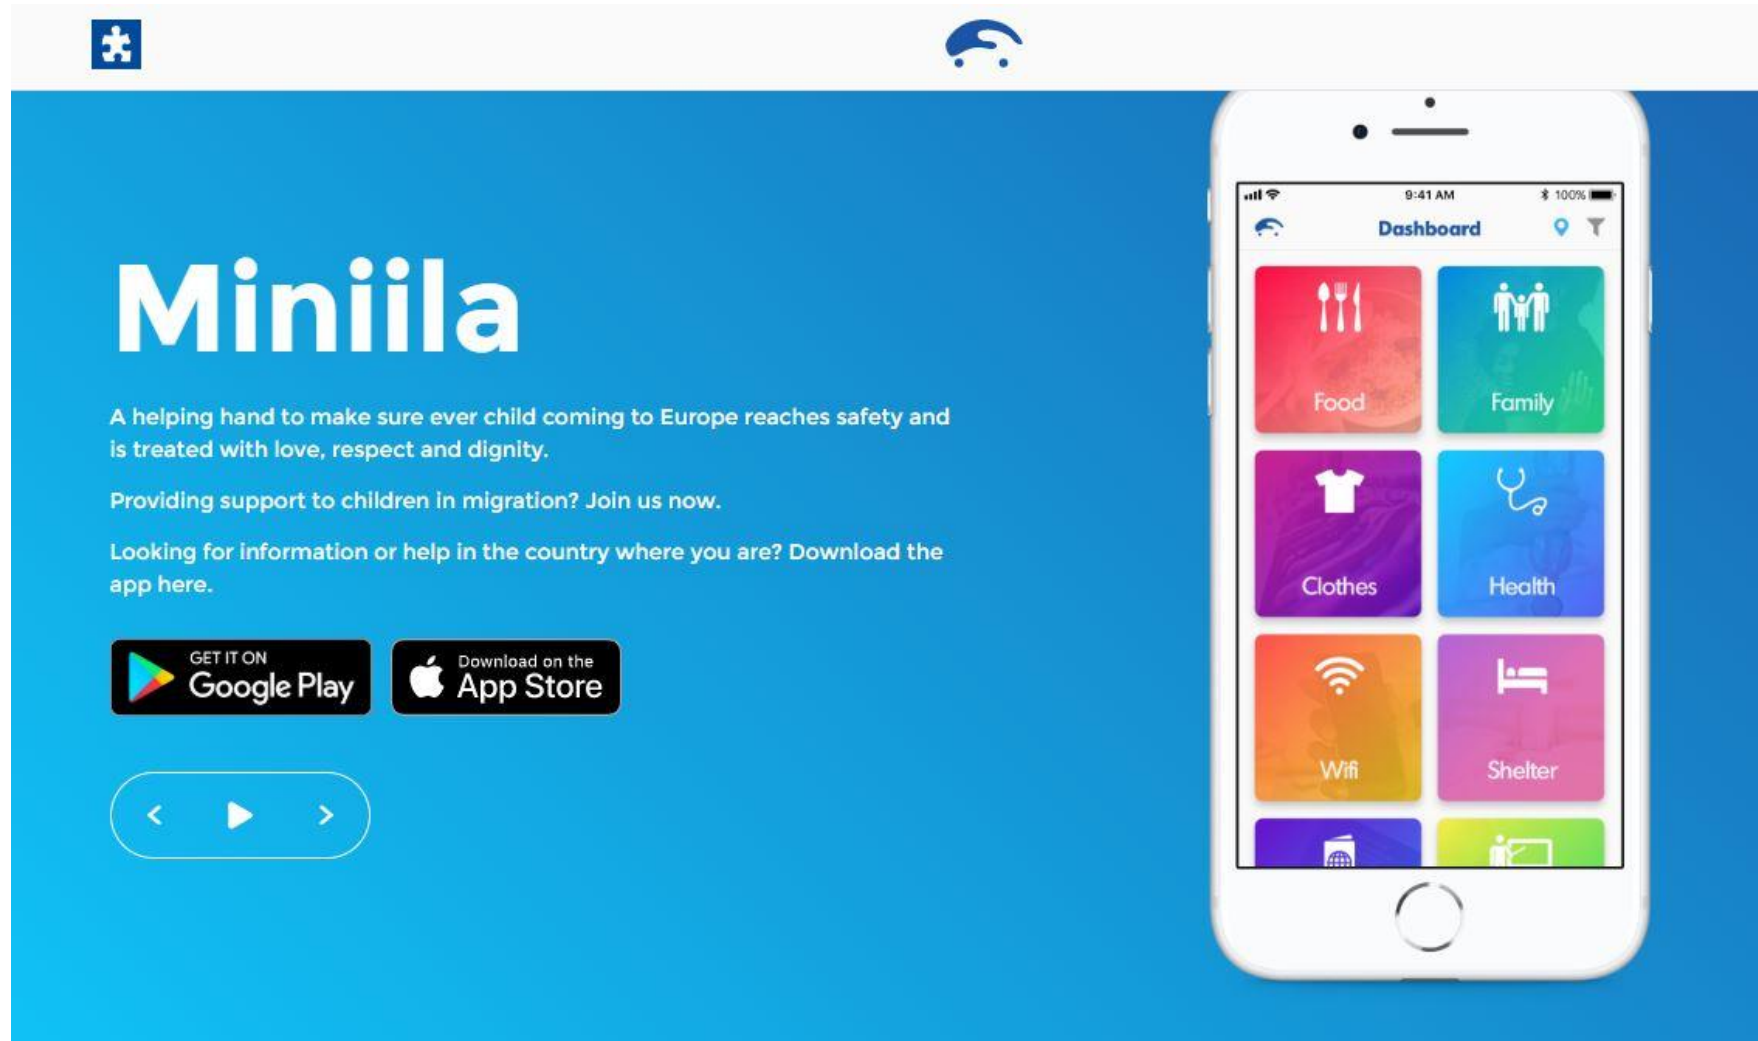 Miniila
A helping hand to make sure ever child coming to Europe reaches safety and
is treated with love, respect and dignity.
Providing support to children in migration? Join us now.
Looking for information or help in the country where you are? Download the
app here.
GET IT ON
Google Play
Download on the
App Store
9:41 AM
100%
Dashboard
Food
Family
Clothes
Health
Wifi
Shelter